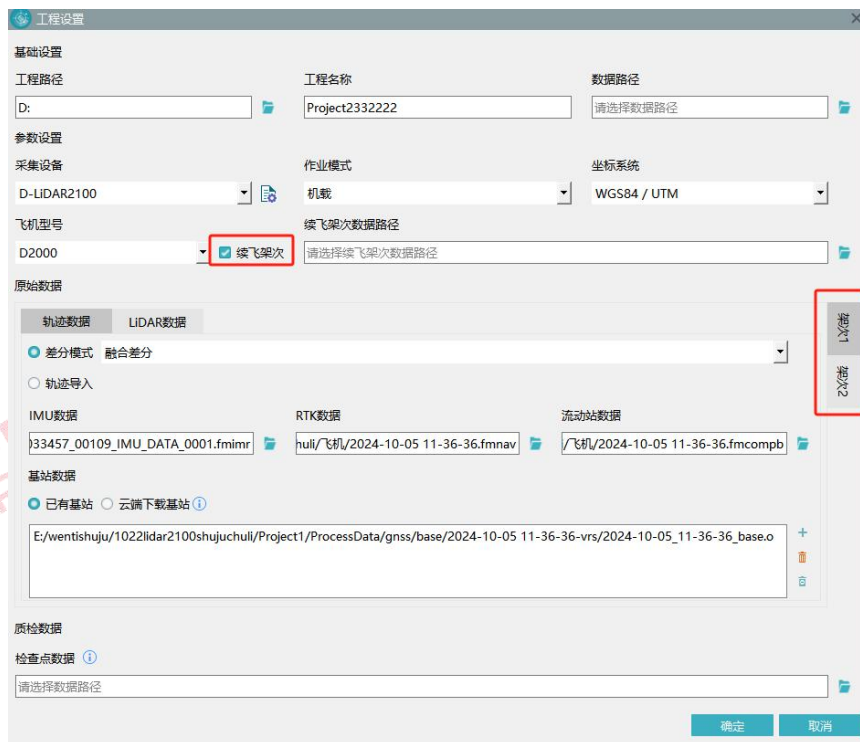 工程设置
基础设置
工程路径 工程名称 数据路径
D: Project2332222 请选择数据路径
参数设置
采集设备 作业模式 坐标系统
D-LiDAR2100 机载 WGS84 / UTM
飞机型号 续飞架次数据路径
D2000 续飞架次 请选择续飞架次数据路径
原始数据
轨迹数据 LiDAR数据
架次1
差分模式 融合差分
轨迹导入
架次2
IMU数据 RTK数据 流动站数据
)33457_00109_IMU_DATA_0001.fmimr huli/飞机/2024-10-05 11-36-36.fmnav /飞机/2024-10-05 11-36-36.fmcompb
基站数据
已有基站 云端下载基站
E:/wentishuju/1022lidar2100shujuchuli/Project1/ProcessData/gnss/base/2024-10-05 11-36-36-vrs/2024-10-05_11-36-36_base.o
质检数据
检查点数据
请选择数据路径
确定 取消